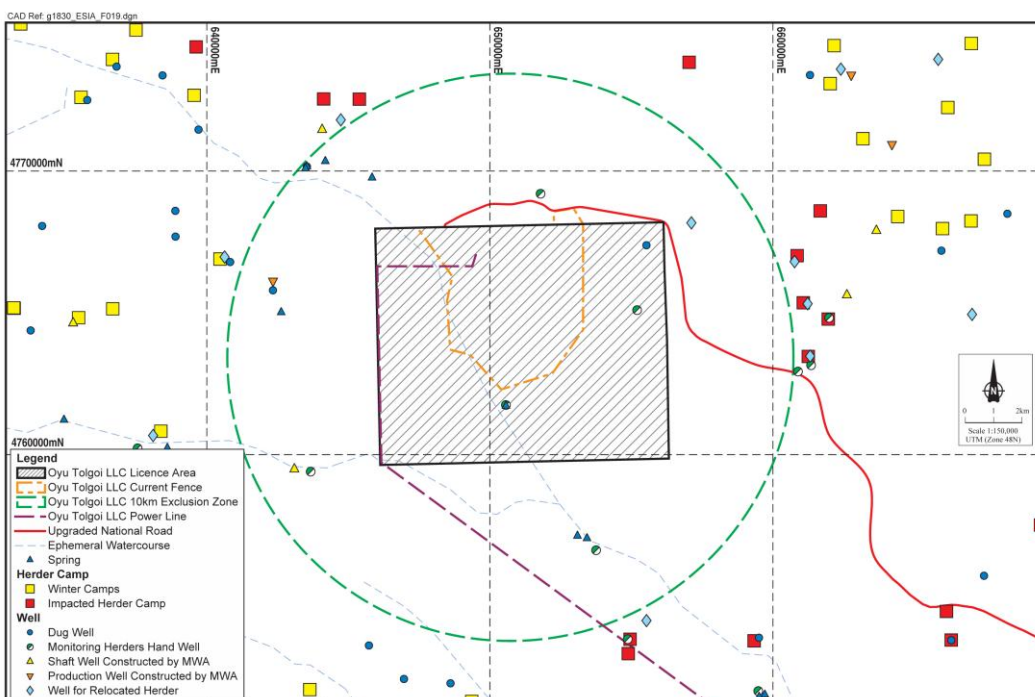 CAD Ref: g1830_ESIA_F019.dgn
640000mE
650000mE
660000mE
4770000mN
4760000mN
0 1 2km
Scale 1:150,000
UTM (Zone 48N)
Legend
Oyu Tolgoi LLC Licence Area
Oyu Tolgoi LLC Current Fence
Oyu Tolgoi LLC 10km Exclusion Zone
Oyu Tolgoi LLC Power Line
Upgraded National Road
Ephemeral Watercourse
Spring
Herder Camp
Winter Camps
Impacted Herder Camp
Well
Dug Well
Monitoring Herders Hand Well
Shaft Well Constructed by MWA
Production Well Constructed by MWA
Well for Relocated Herder